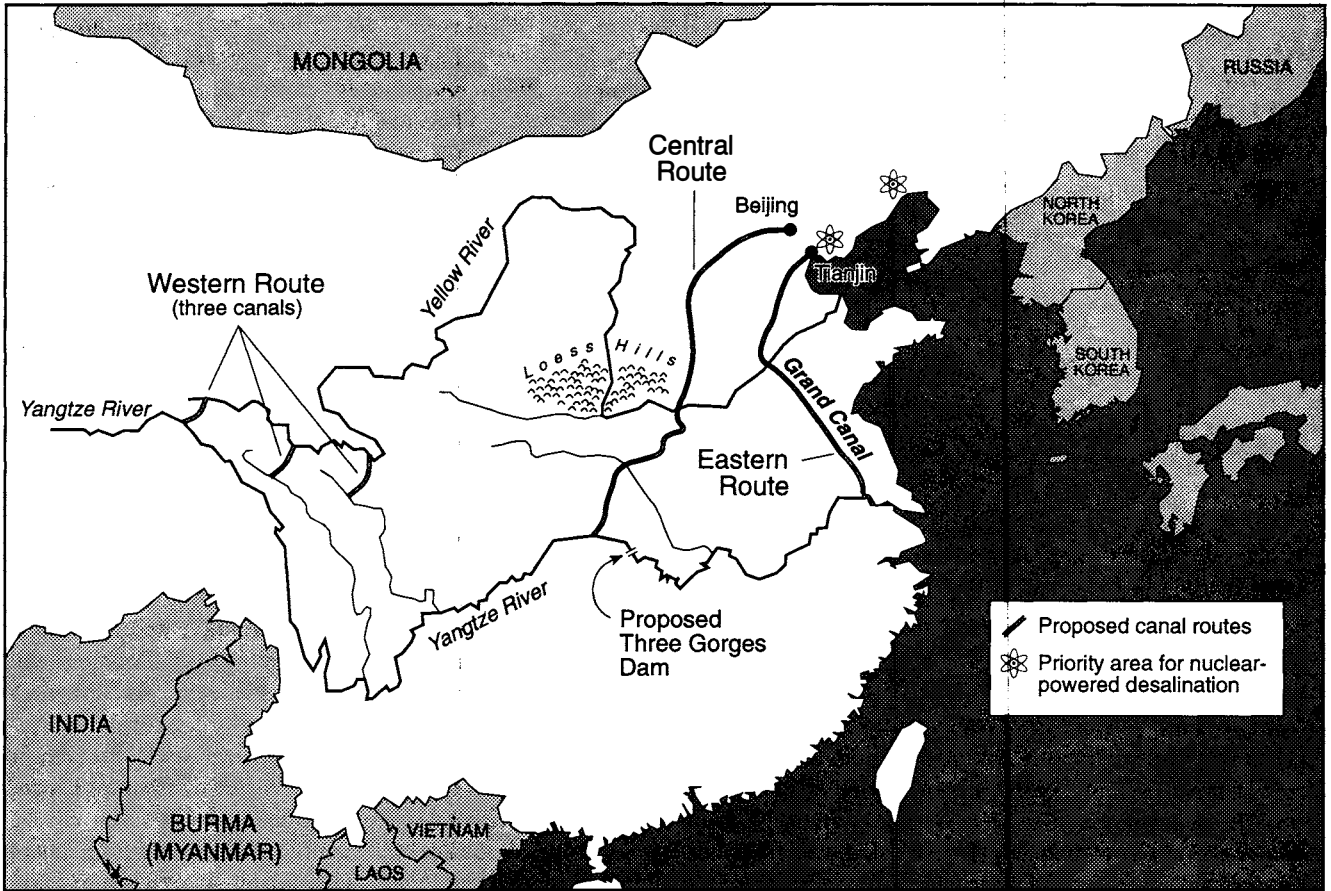 MONGOLIA
RUSSIA
Central
Route
Beijing
NORTH
KOREA
Yellow River
Tianjin
Western Route
(three canals)
Loess Hills
SOUTH
KOREA
Grand Canal
Yangtze River
Eastern
Route
Yangtze River
Proposed
Three Gorges
Dam
Proposed canal routes
Priority area for nuclear-
powered desalination
INDIA
BURMA
(MYANMAR)
VIETNAM
LAOS